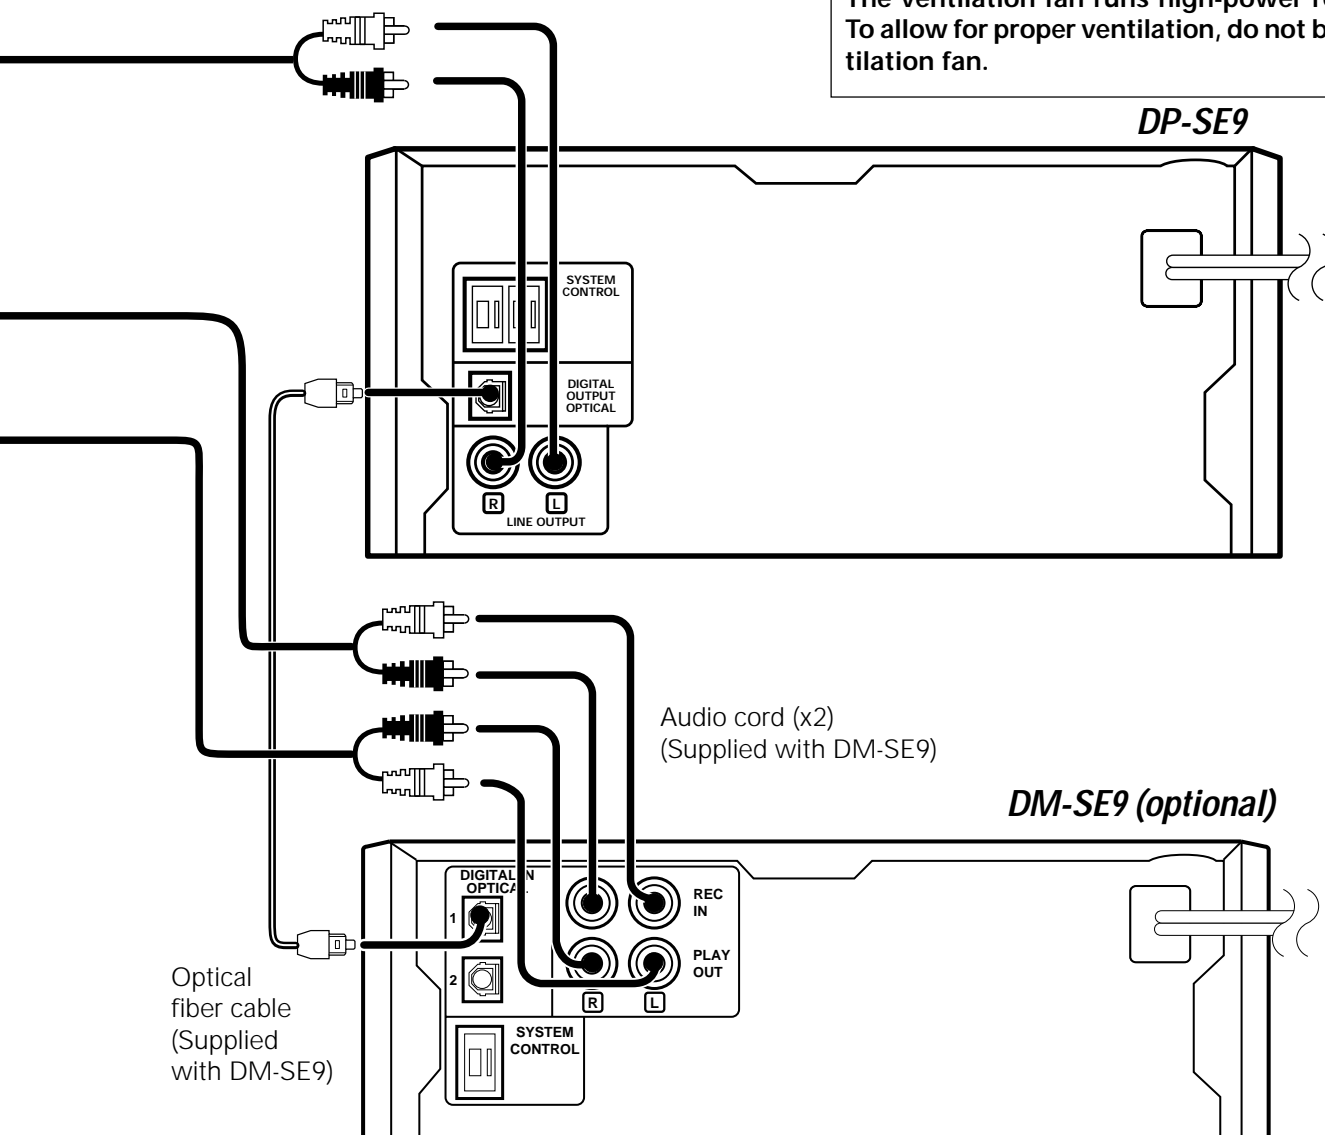 The ventilation fan runs high-power
To allow for proper ventilation, do not b
tilation fan.
DP-SE9
SYSTEM
CONTROL
DIGITAL
OUTPUT
OPTICAL
R
L
LINE OUTPUT
Audio cord (x2)
(Supplied with DM-SE9)
DM-SE9 (optional)
DIGITAL IN
OPTICAL
1
2
REC
IN
PLAY
OUT
R
L
SYSTEM
CONTROL
Optical
fiber cable
(Supplied
with DM-SE9)